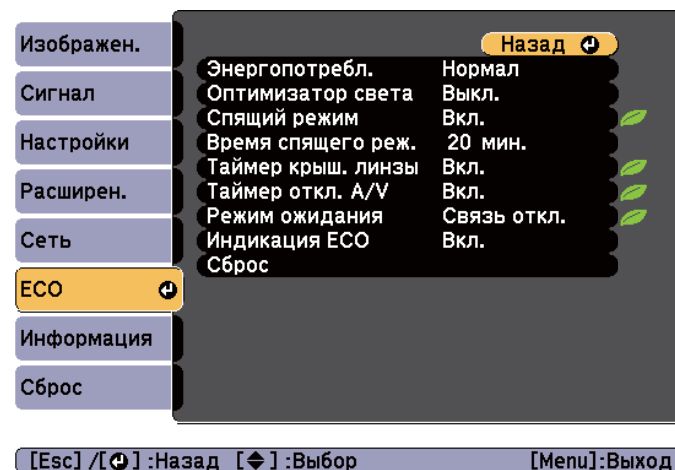 Изображен.
Сигнал
Настройки
Расширен.
Сеть
ECO
Информация
Сброс
Назад
Энергопотребл. Нормал
Оптимизатор света Выкл.
Спящий режим Вкл.
Время спящего реж. 20 мин.
Таймер крыш. линзы Вкл.
Таймер откл. A/V Вкл.
Режим ожидания Связь откл.
Индикация ECO Вкл.
Сброс
[Esc] /[⏎] :Назад [◆] :Выбор [Menu]:Выход